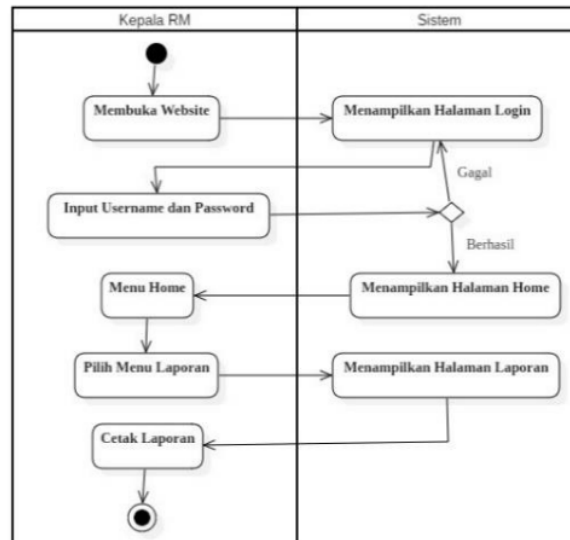 Kepala RM
Sistem
Membuka Website
Menampilkan Halaman Login
Gagal
Input Username dan Password
Berhasil
Menu Home
Menampilkan Halaman Home
Pilih Menu Laporan
Menampilkan Halaman Laporan
Cetak Laporan